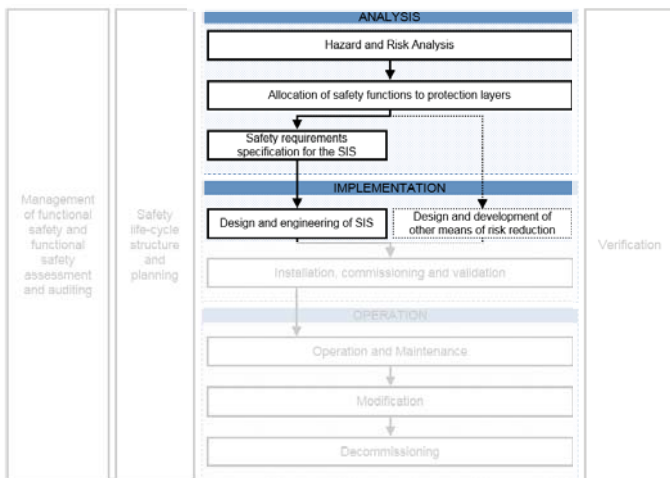 ANALYSIS
Hazard and Risk Analysis
Allocation of safety functions to protection layers
Safety requirements
specification for the SIS
Management
of functional
safety and
functional
safety
assessment
and auditing
Safety
life-cycle
structure
and
planning
IMPLEMENTATION
Design and engineering of SIS
Design and development of
other means of risk reduction
Verification
Installation, commissioning and validation
OPERATION
Operation and Maintenance
Modification
Decommissioning